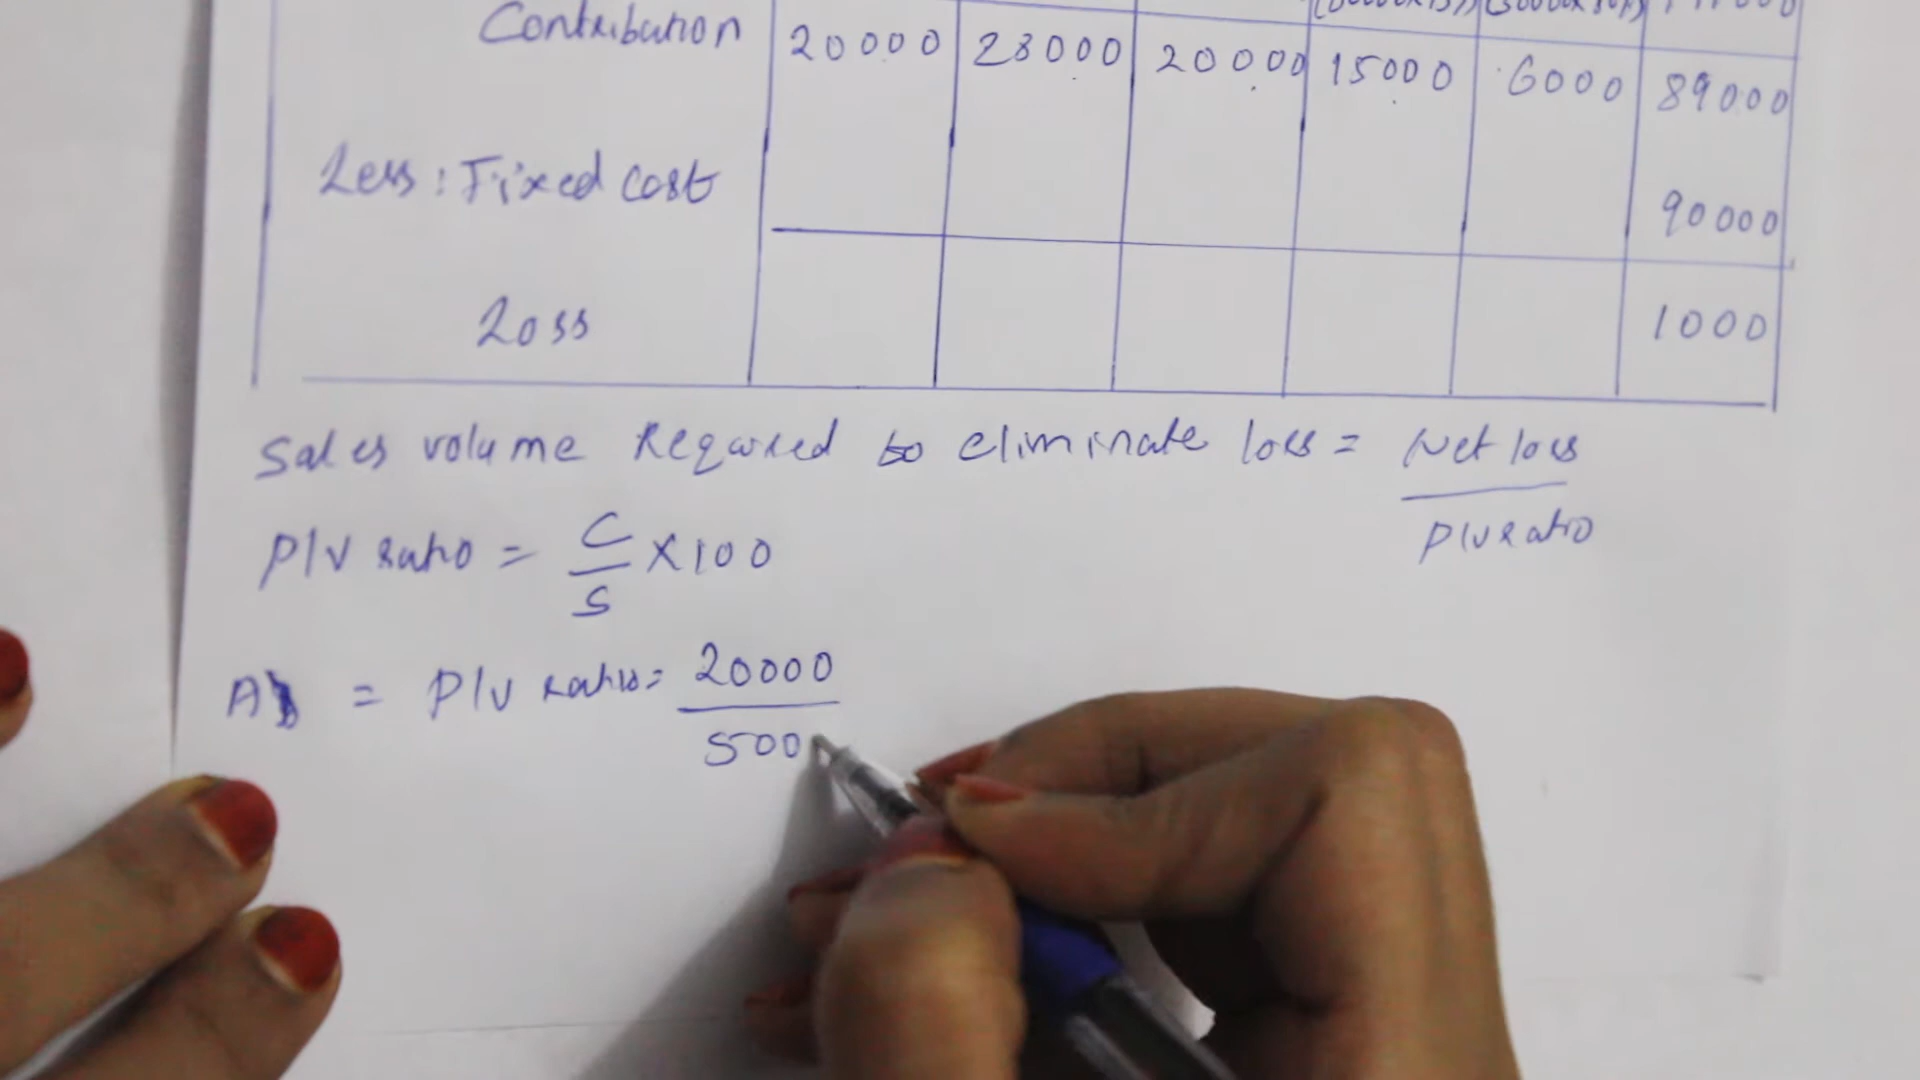 Contribution 20000 28000 20000 15000 6000 89000
Less: Fixed cost 90000
Loss 1000
Sales volume Required to eliminate loss = Net loss
P/v ratio
P/V ratio = C/S X 100
A = P/V ratio = 20000
500